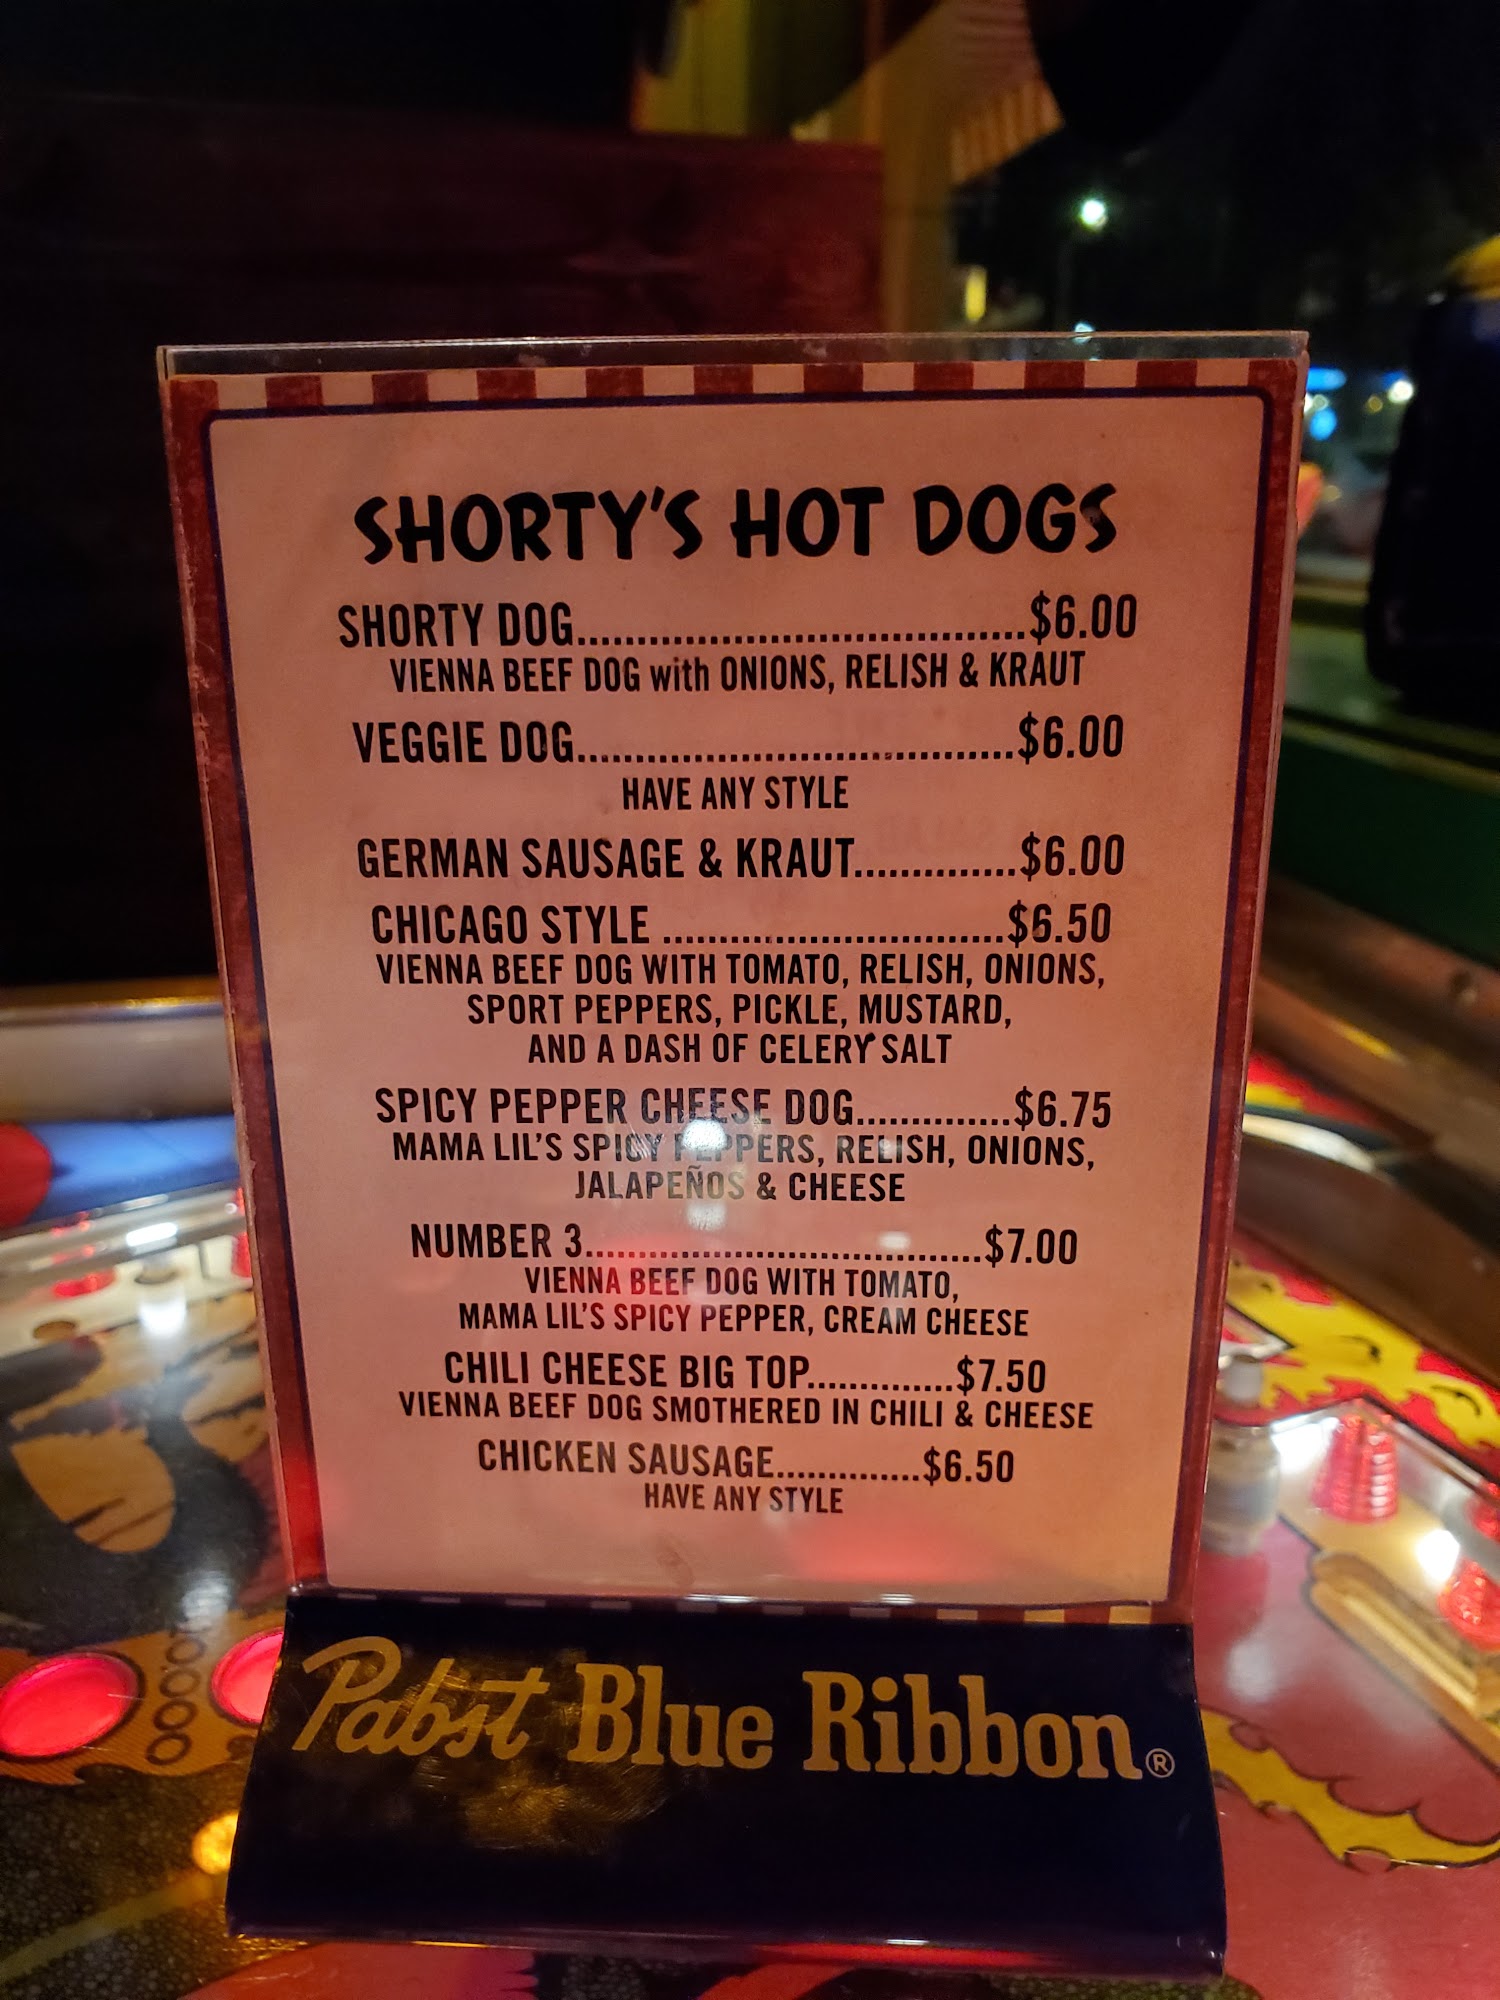 SHORTY'S HOT DOGS
SHORTY DOG.....................................$6.00
VIENNA BEEF DOG with ONIONS, RELISH & KRAUT
VEGGIE DOG.....................................$6.00
HAVE ANY STYLE
GERMAN SAUSAGE & KRAUT..............$6.00
CHICAGO STYLE ..............................$6.50
VIENNA BEEF DOG WITH TOMATO, RELISH, ONIONS,
SPORT PEPPERS, PICKLE, MUSTARD,
AND A DASH OF CELERY SALT
SPICY PEPPER CHEESE DOG..............$6.75
MAMA LIL'S SPICY PEPPERS, RELISH, ONIONS,
JALAPEÑOS & CHEESE
NUMBER 3.....................................$7.00
VIENNA BEEF DOG WITH TOMATO,
MAMA LIL'S SPICY PEPPER, CREAM CHEESE
CHILI CHEESE BIG TOP..............$7.50
VIENNA BEEF DOG SMOTHERED IN CHILI & CHEESE
CHICKEN SAUSAGE..............$6.50
HAVE ANY STYLE
Pabst Blue Ribbon®